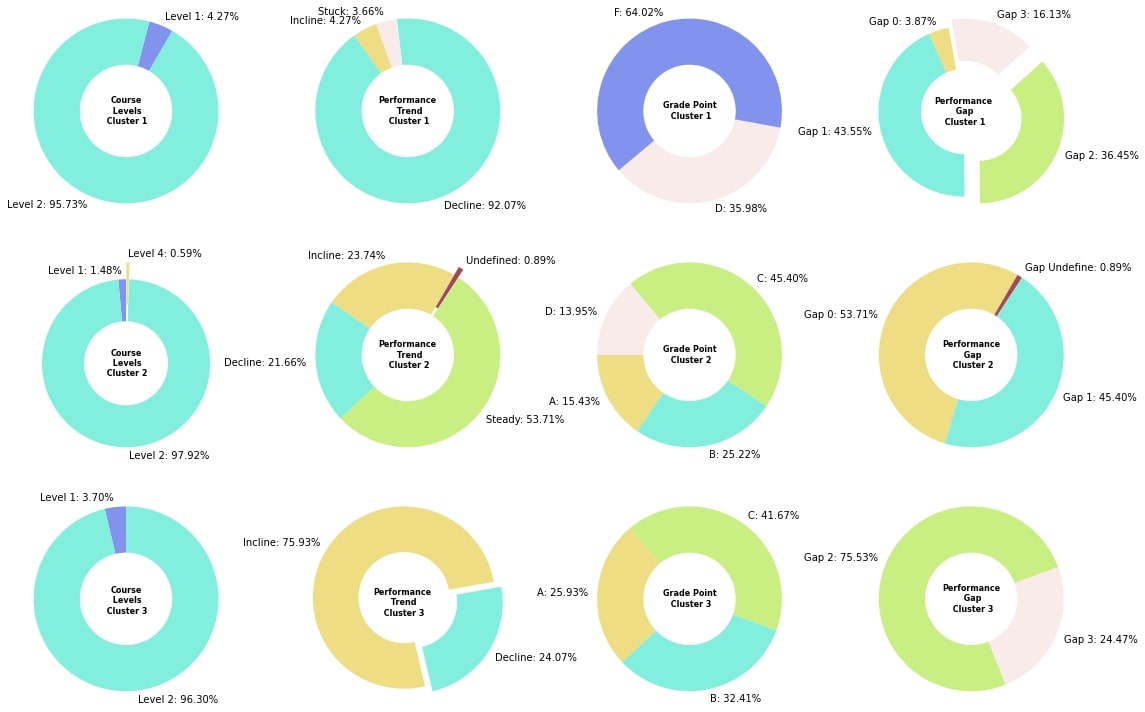 Level 1: 4.27%
Course
Levels
Cluster 1
Level 2: 95.73%
Stuck: 3.66%
Incline: 4.27%
Performance
Trend
Cluster 1
Decline: 92.07%
F: 64.02%
Grade Point
Cluster 1
D: 35.98%
Gap 0: 3.87%
Gap 3: 16.13%
Performance
Gap
Cluster 1
Gap 1: 43.55%
Gap 2: 36.45%
Level 4: 0.59%
Level 1: 1.48%
Course
Levels
Cluster 2
Level 2: 97.92%
Incline: 23.74%
Undefined: 0.89%
Performance
Trend
Cluster 2
Decline: 21.66%
Steady: 53.71%
C: 45.40%
D: 13.95%
Grade Point
Cluster 2
A: 15.43%
B: 25.22%
Gap Undefine: 0.89%
Gap 0: 53.71%
Performance
Gap
Cluster 2
Gap 1: 45.40%
Level 1: 3.70%
Course
Levels
Cluster 3
Level 2: 96.30%
Incline: 75.93%
Performance
Trend
Cluster 3
Decline: 24.07%
C: 41.67%
A: 25.93%
Grade Point
Cluster 3
B: 32.41%
Gap 2: 75.53%
Performance
Gap
Cluster 3
Gap 3: 24.47%